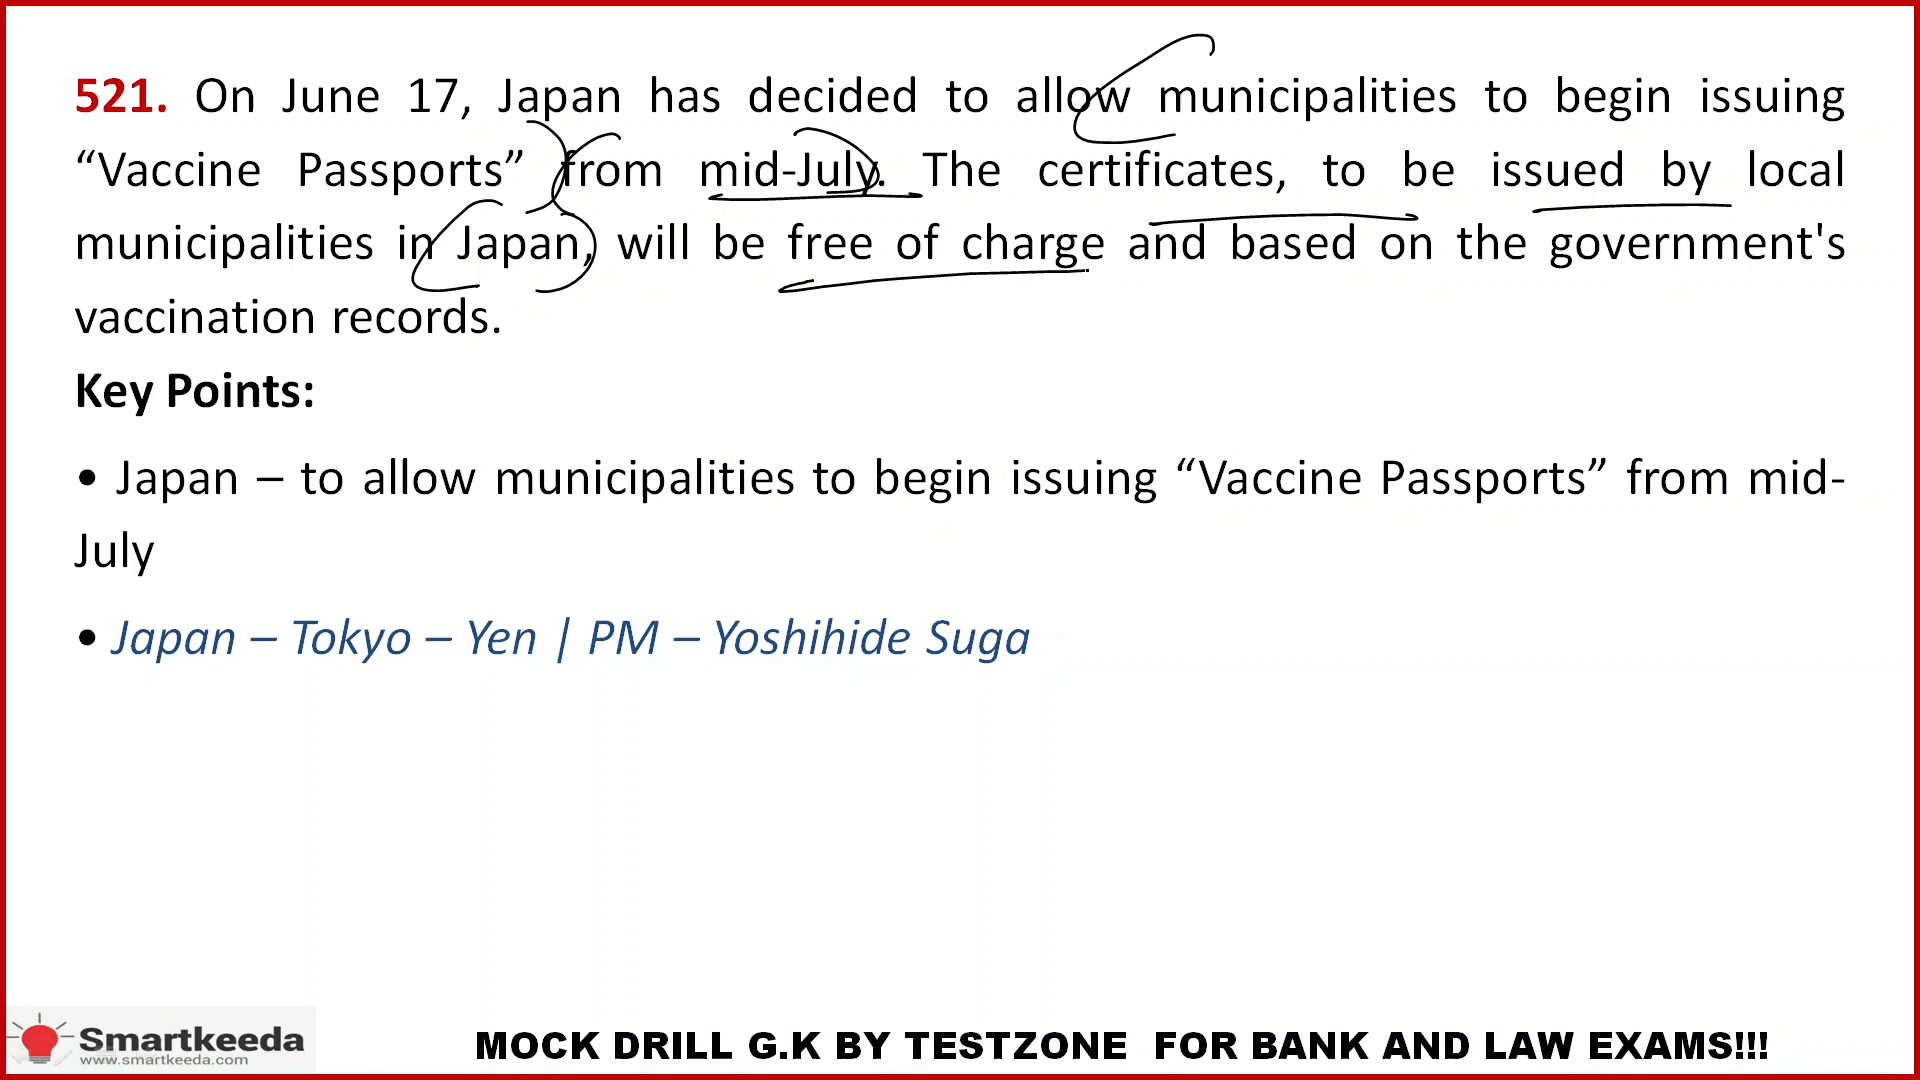 521. On June 17, Japan has decided to allow municipalities to begin issuing
“Vaccine Passports” from mid-July. The certificates, to be issued by local
municipalities in Japan, will be free of charge and based on the government's
vaccination records.
Key Points:
• Japan – to allow municipalities to begin issuing “Vaccine Passports” from mid-
July
• Japan – Tokyo – Yen | PM – Yoshihide Suga
Smartkeeda
www.smartkeeda.com
MOCK DRILL G.K BY TESTZONE FOR BANK AND LAW EXAMS!!!